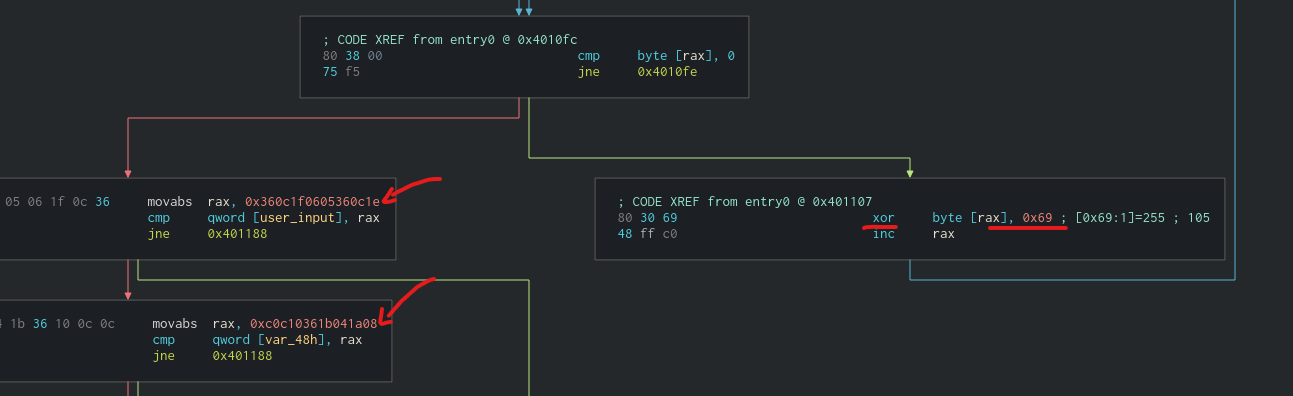 ; CODE XREF from entry0 @ 0x4010fc
80 38 00 cmp byte [rax], 0
75 f5 jne 0x4010fe
05 06 1f 0c 36 movabs rax, 0x360c1f0605360c1e
cmp qword [user_input], rax
jne 0x401188
; CODE XREF from entry0 @ 0x401107
80 30 69 xor byte [rax], 0x69 ; [0x69:1]=255 ; 105
48 ff c0 inc rax
1b 36 10 0c 0c movabs rax, 0xc0c10361b041a08
cmp qword [var_48h], rax
jne 0x401188